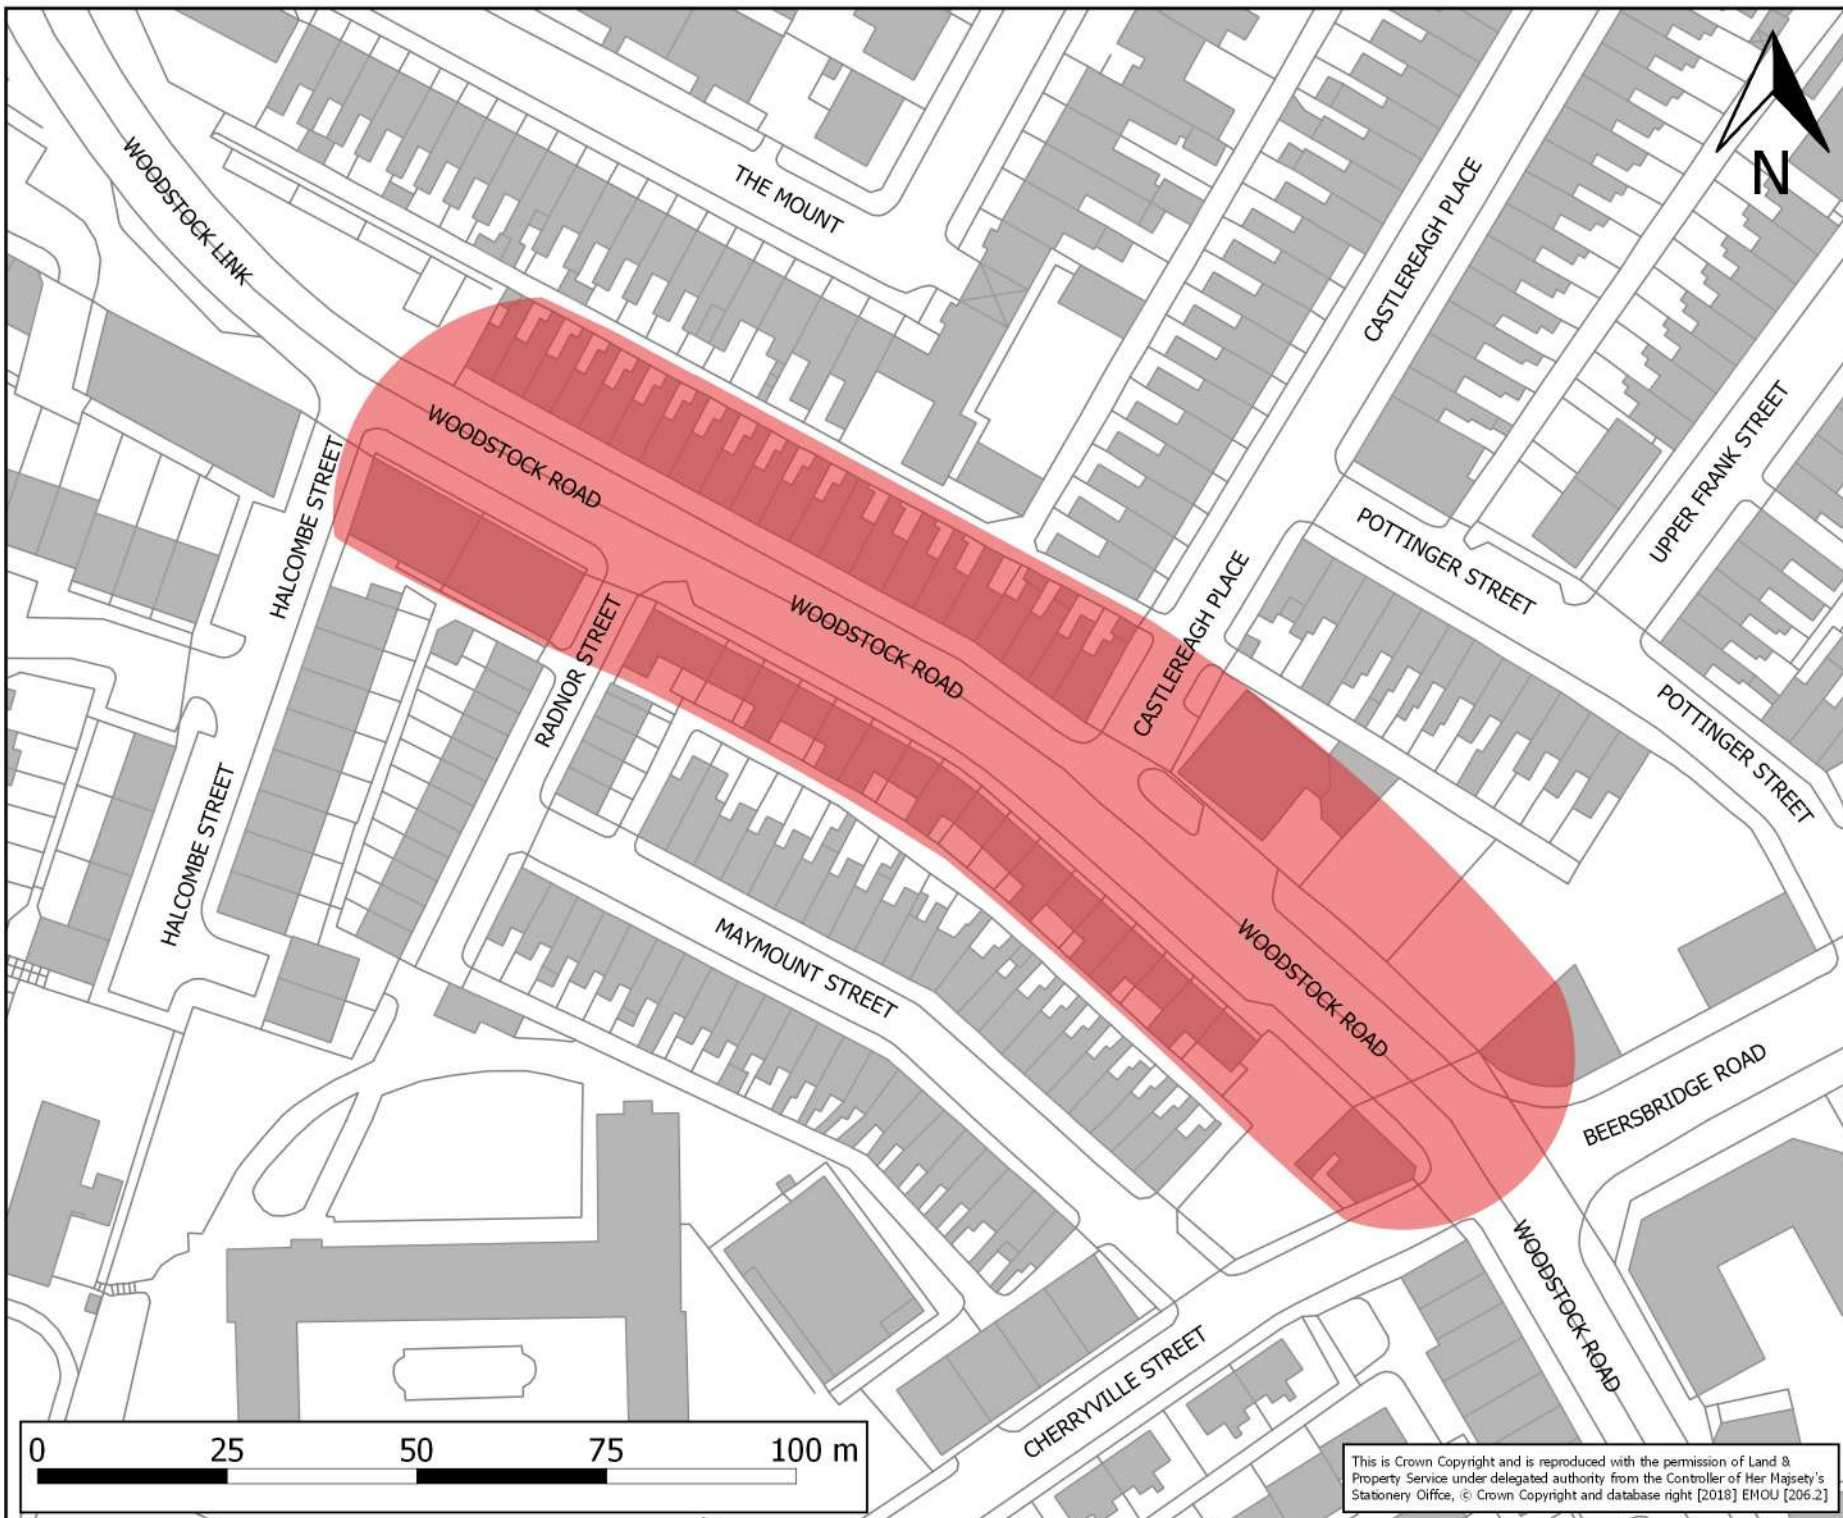 WOODSTOCK LINK
THE MOUNT
N
CASTLEREAGH PLACE
WOODSTOCK ROAD
HALCOMBE STREET
UPPER FRANK STREET
POTTINGER STREET
CASTLEREAGH PLACE
WOODSTOCK ROAD
RADNOR STREET
POTTINGER STREET
HALCOMBE STREET
MAYMOUNT STREET
WOODSTOCK ROAD
BEERSBRIDGE ROAD
WOODSTOCK ROAD
CHERRYVILLE STREET
0 25 50 75 100 m
This is Crown Copyright and is reproduced with the permission of Land &
Property Service under delegated authority from the Controller of Her Majsety's
Stationery Oiffce, © Crown Copyright and database right [2018] EMOU [206.2]